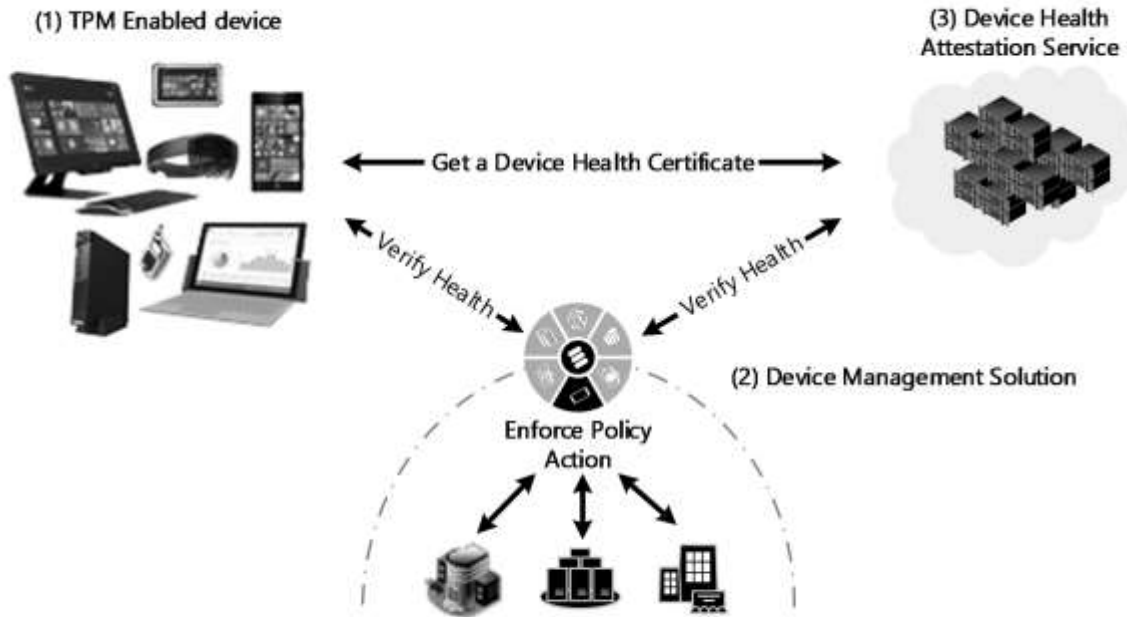 (1) TPM Enabled device
(3) Device Health
Attestation Service
Get a Device Health Certificate
Verify Health
Verify Health
(2) Device Management Solution
Enforce Policy
Action